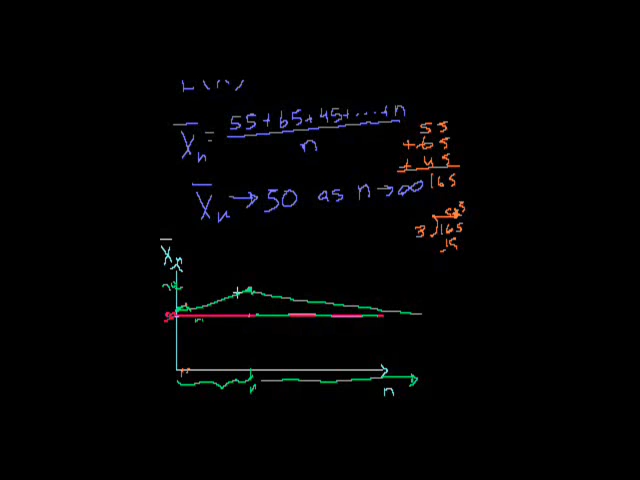 E(X)
X̄ₙ = (55 + 65 + 45 + ... + n) / n
X̄ₙ → 50 as n → ∞
55
+ 65
+ 45
165
3 165
15
X̄ₙ
50
n